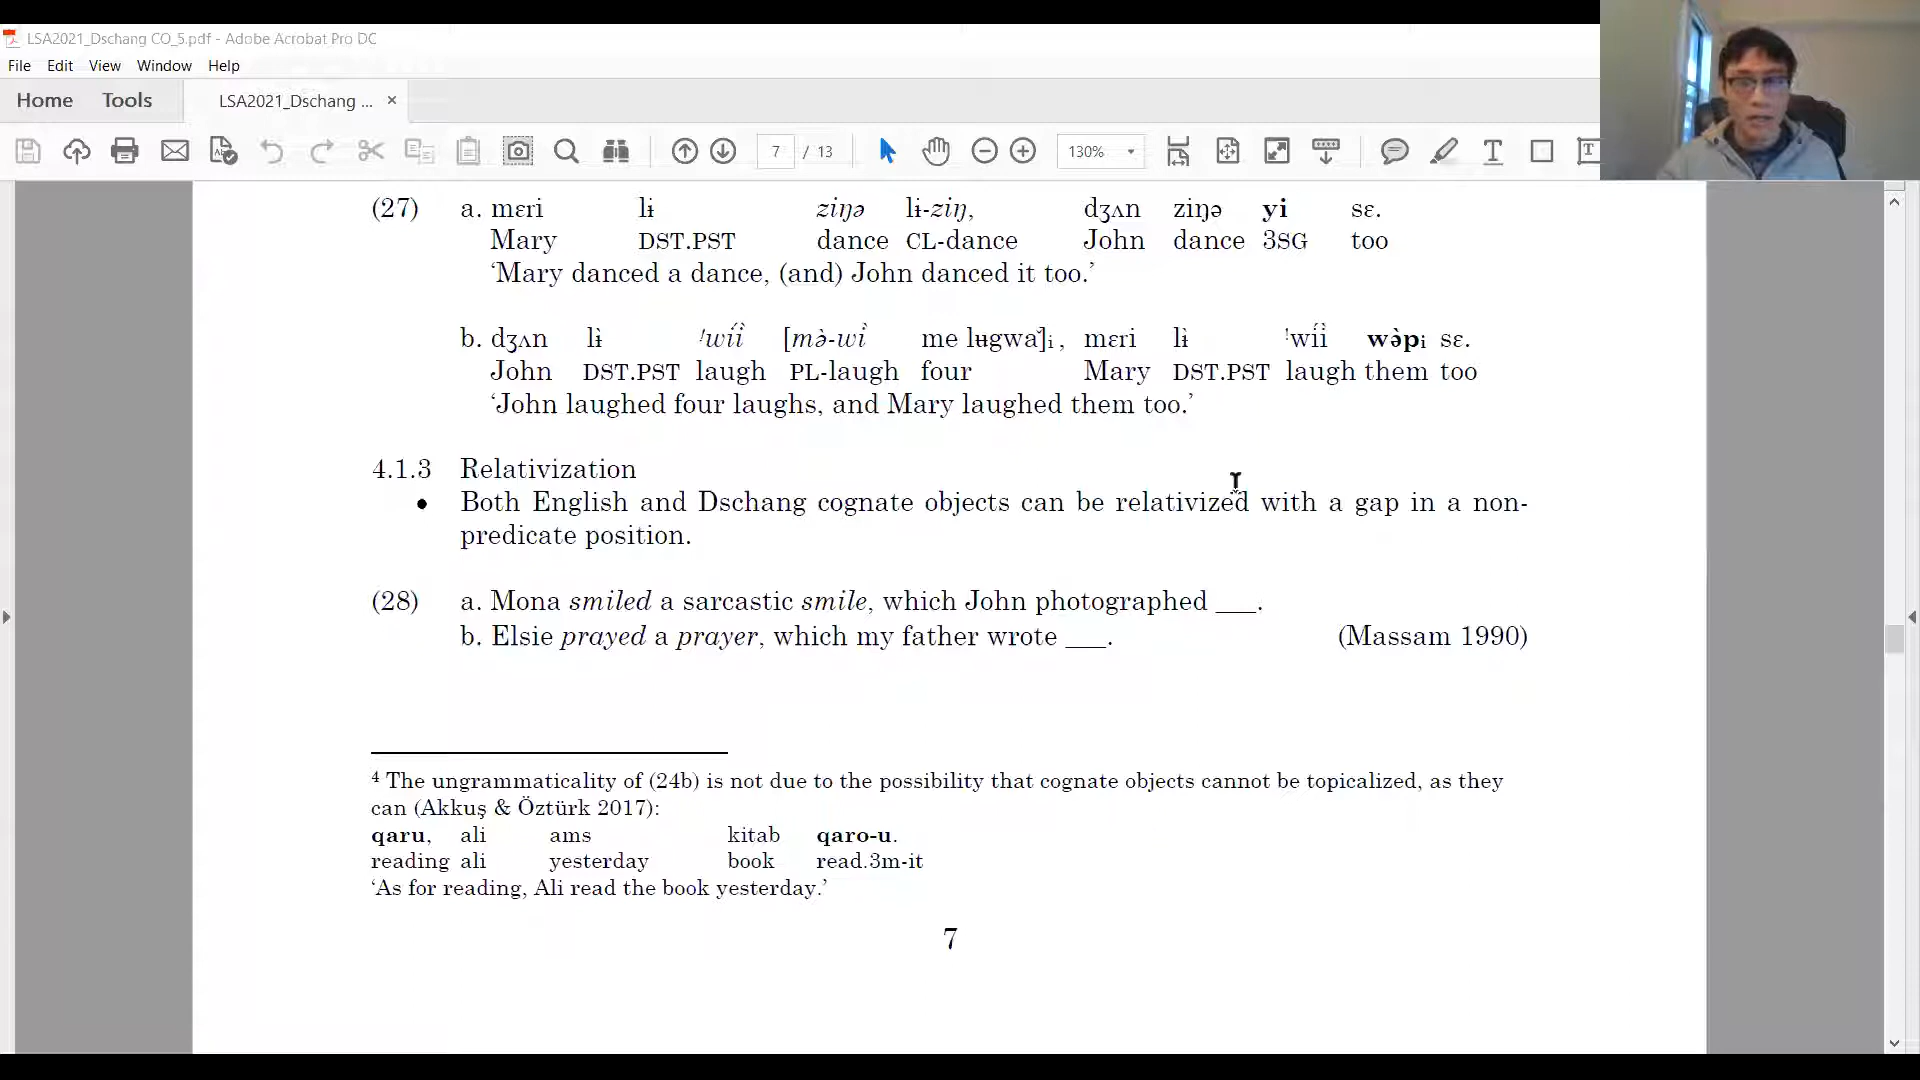 LSA2021_Dschang CO_5.pdf - Adobe Acrobat Pro DC
File Edit View Window Help
Home Tools LSA2021_Dschang ... ×
7 / 13 130%
(27) a. mɛri lɨ ziŋə lɨ-ziŋ, dʒʌn ziŋə yi sɛ.
Mary DST.PST dance CL-dance John dance 3SG too
‘Mary danced a dance, (and) John danced it too.’
b. dʒʌn lɨ̀ ꜝwíı̂ [mə̀-wı̀ me lʉgwaˇ]i , mɛri lɨ̀ ꜝwíı̂ wə̀pi sɛ.
John DST.PST laugh PL-laugh four Mary DST.PST laugh them too
‘John laughed four laughs, and Mary laughed them too.’
4.1.3 Relativization
• Both English and Dschang cognate objects can be relativized with a gap in a non-
predicate position.
(28) a. Mona smiled a sarcastic smile, which John photographed ___.
b. Elsie prayed a prayer, which my father wrote ___. (Massam 1990)
4 The ungrammaticality of (24b) is not due to the possibility that cognate objects cannot be topicalized, as they
can (Akkuş & Öztürk 2017):
qaru, ali ams kitab qaro-u.
reading ali yesterday book read.3m-it
‘As for reading, Ali read the book yesterday.’
7